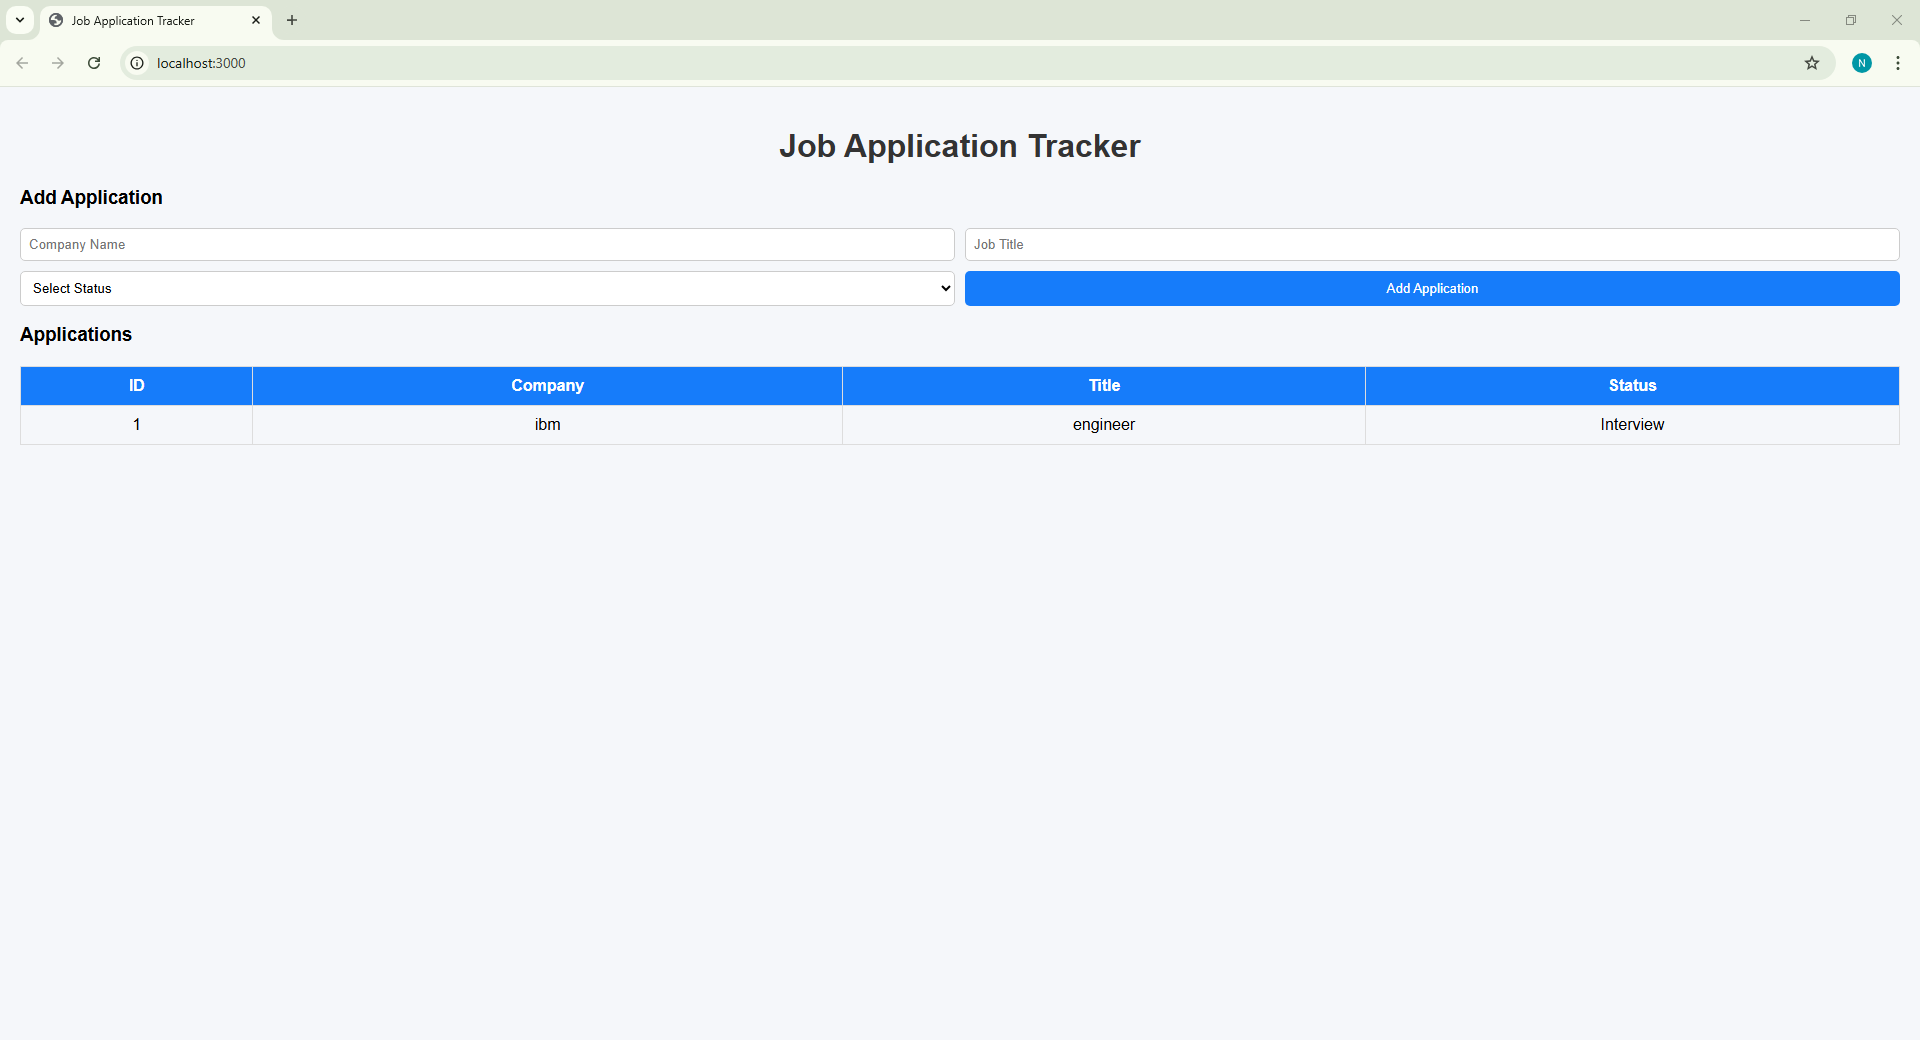 Job Application Tracker
localhost:3000
N
Job Application Tracker
Add Application
Company Name
Job Title
Select Status
Add Application
Applications
ID Company Title Status
1 ibm engineer Interview